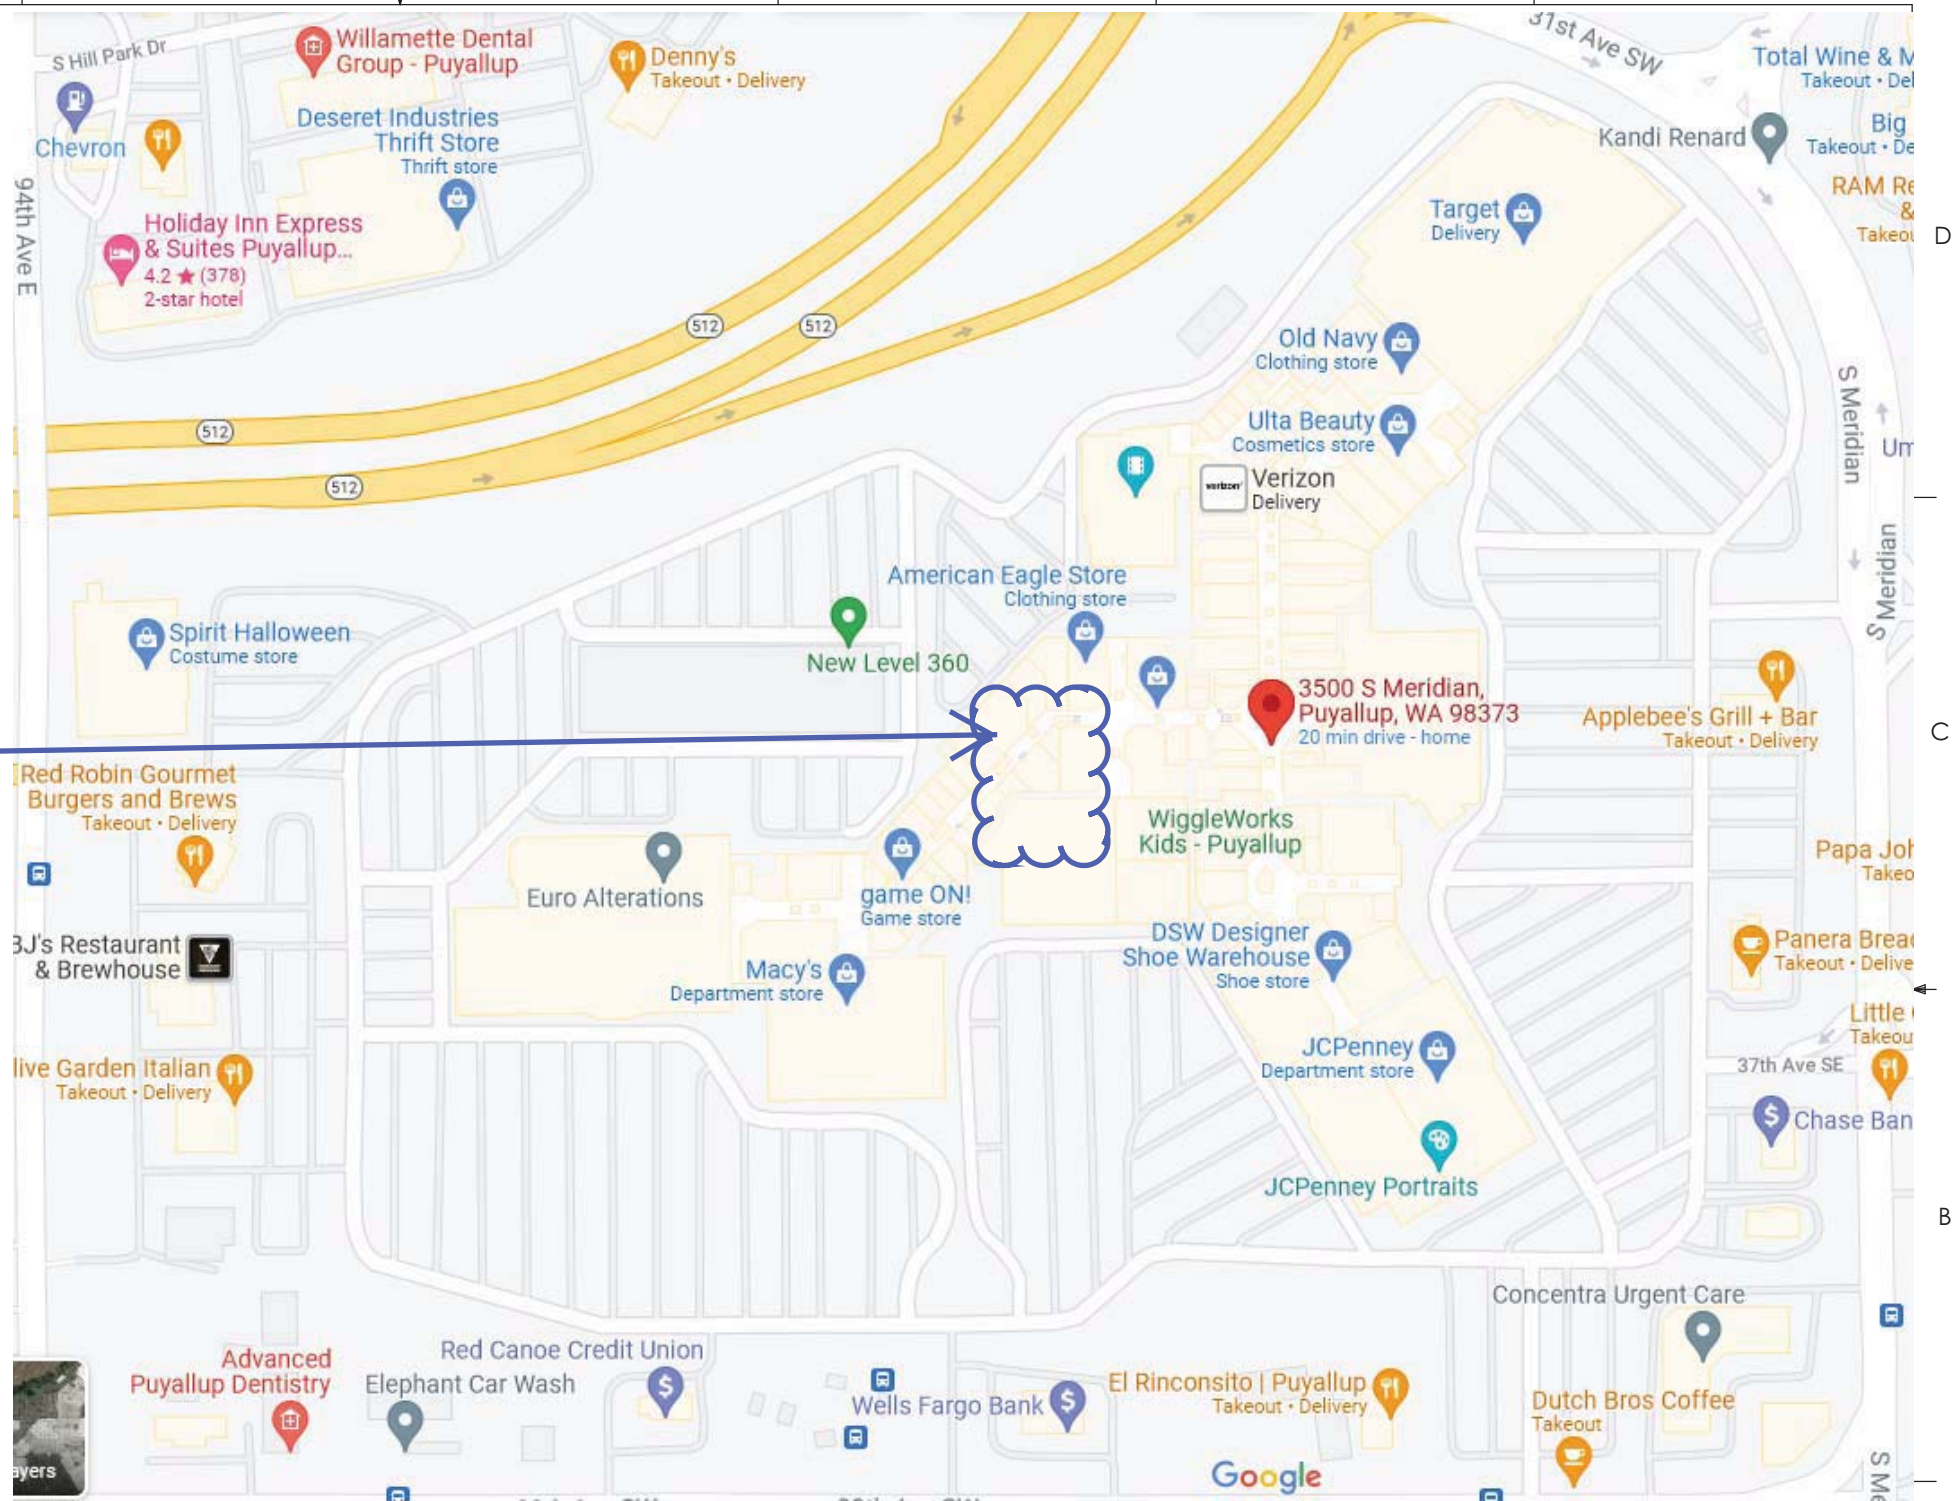 S Hill Park Dr
Willamette Dental
Group - Puyallup
Denny's
Takeout • Delivery
31st Ave SW
Total Wine & M
Takeout • Del
Chevron
Deseret Industries
Thrift Store
Thrift store
Kandi Renard
Big
Takeout • De
RAM Re
&
Takeou
94th Ave E
Holiday Inn Express
& Suites Puyallup...
4.2 ★ (378)
2-star hotel
Target
Delivery
D
512
512
Old Navy
Clothing store
S Meridian
512
Ulta Beauty
Cosmetics store
Um
512
verizon
Verizon
Delivery
S Meridian
American Eagle Store
Clothing store
Spirit Halloween
Costume store
New Level 360
3500 S Meridian,
Puyallup, WA 98373
20 min drive - home
Applebee's Grill + Bar
Takeout • Delivery
C
Red Robin Gourmet
Burgers and Brews
Takeout • Delivery
WiggleWorks
Kids - Puyallup
Papa Joh
Takeo
Euro Alterations
game ON!
Game store
BJ's Restaurant
& Brewhouse
DSW Designer
Shoe Warehouse
Shoe store
Panera Bread
Takeout • Delive
Macy's
Department store
Little
Takeou
live Garden Italian
Takeout • Delivery
JCPenney
Department store
37th Ave SE
Chase Ban
JCPenney Portraits
B
Concentra Urgent Care
Advanced
Puyallup Dentistry
Red Canoe Credit Union
Elephant Car Wash
Wells Fargo Bank
El Rinconsito | Puyallup
Takeout • Delivery
Dutch Bros Coffee
Takeout
ayers
Google
S Me